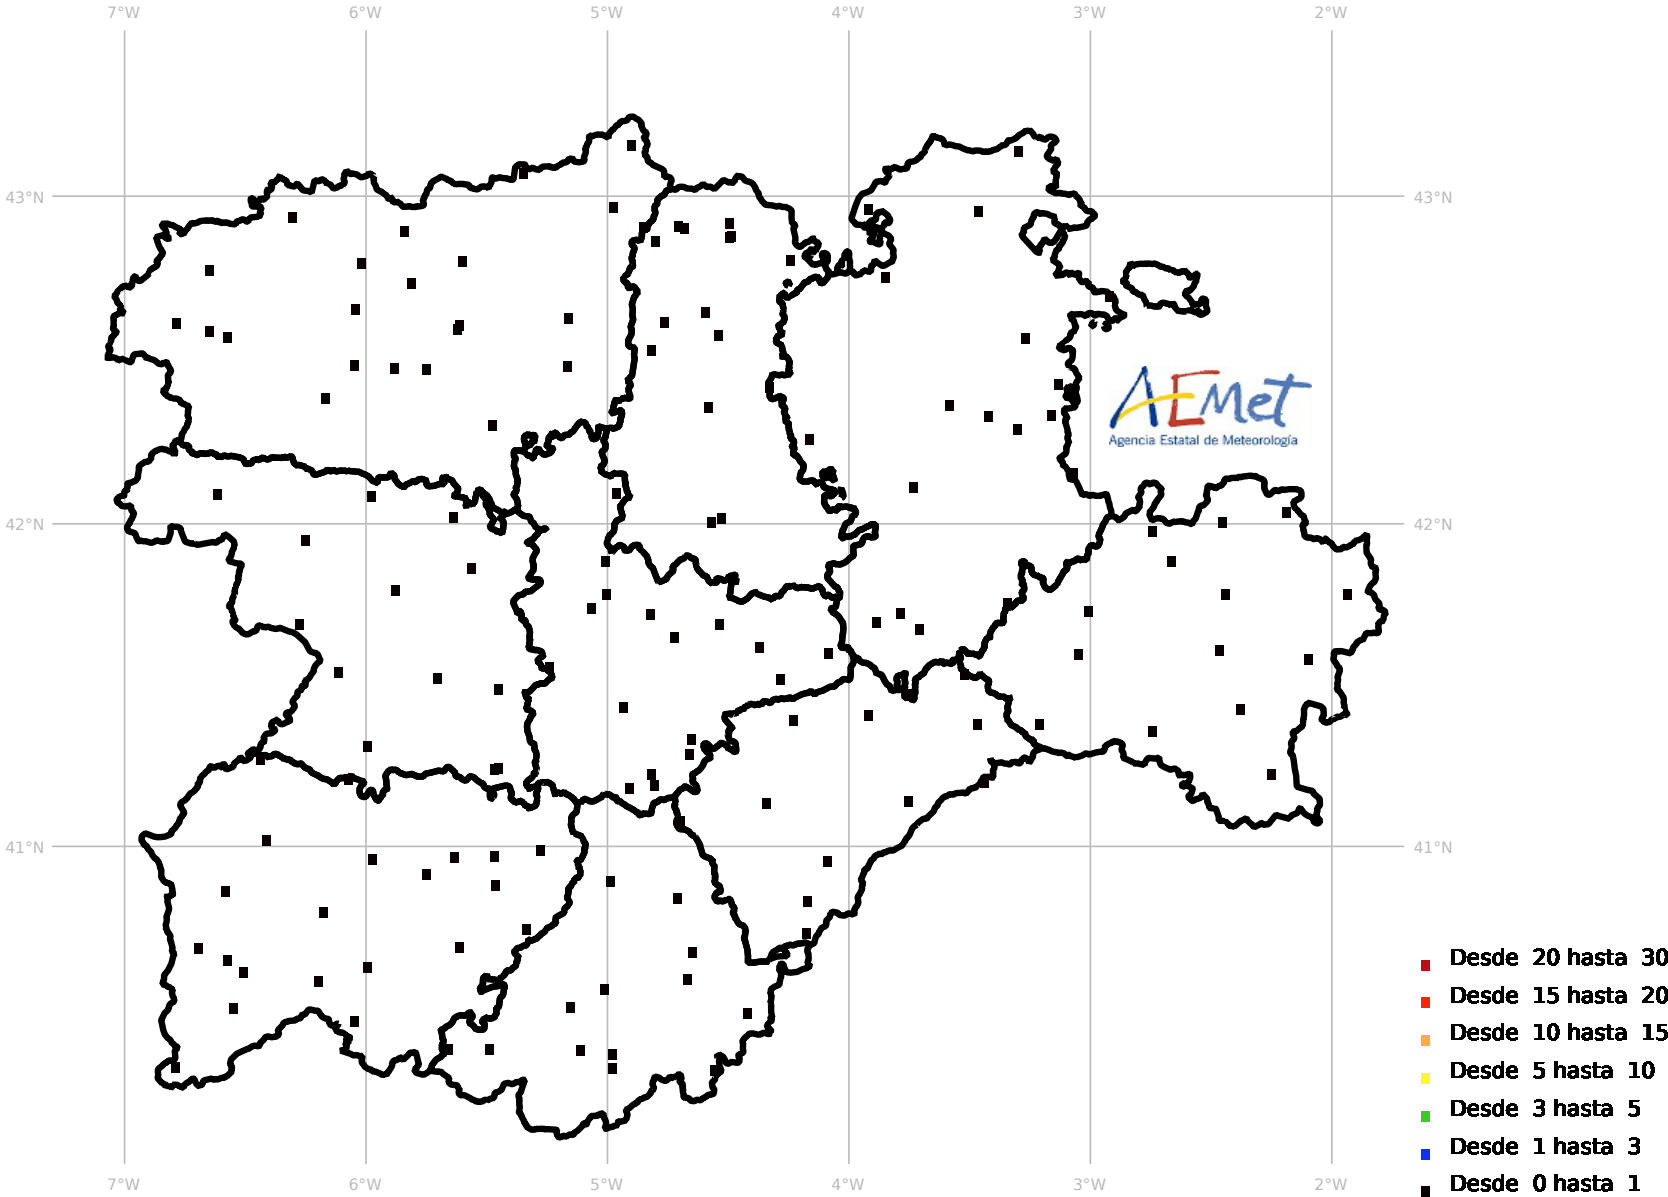 7°W 6°W 5°W 4°W 3°W 2°W
43°N 43°N
AEMet
Agencia Estatal de Meteorología
42°N 42°N
41°N 41°N
Desde 20 hasta 30
Desde 15 hasta 20
Desde 10 hasta 15
Desde 5 hasta 10
Desde 3 hasta 5
Desde 1 hasta 3
Desde 0 hasta 1
7°W 6°W 5°W 4°W 3°W 2°W